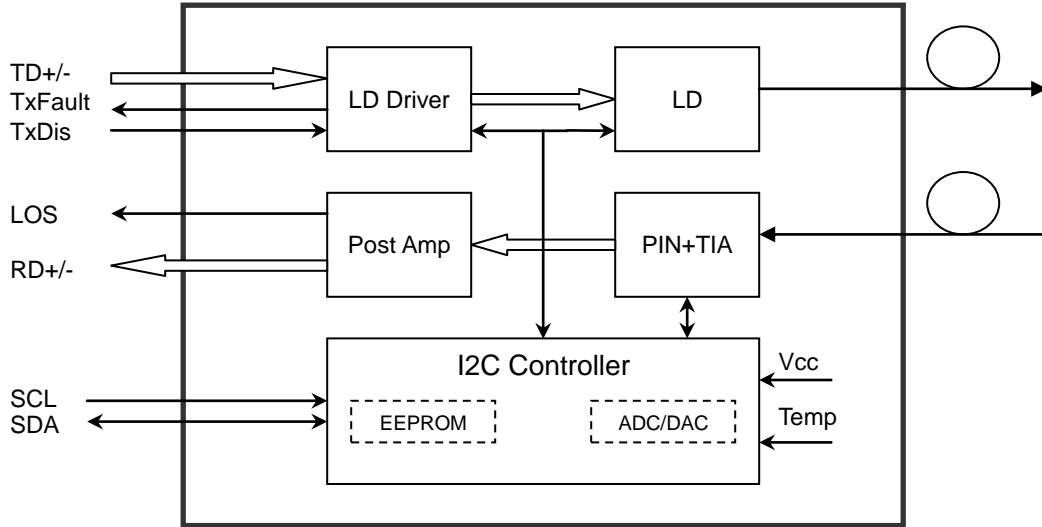 TD+/-
TxFault
TxDis
LD Driver
LD
LOS
RD+/-
Post Amp
PIN+TIA
I2C Controller
EEPROM
ADC/DAC
SCL
SDA
Vcc
Temp